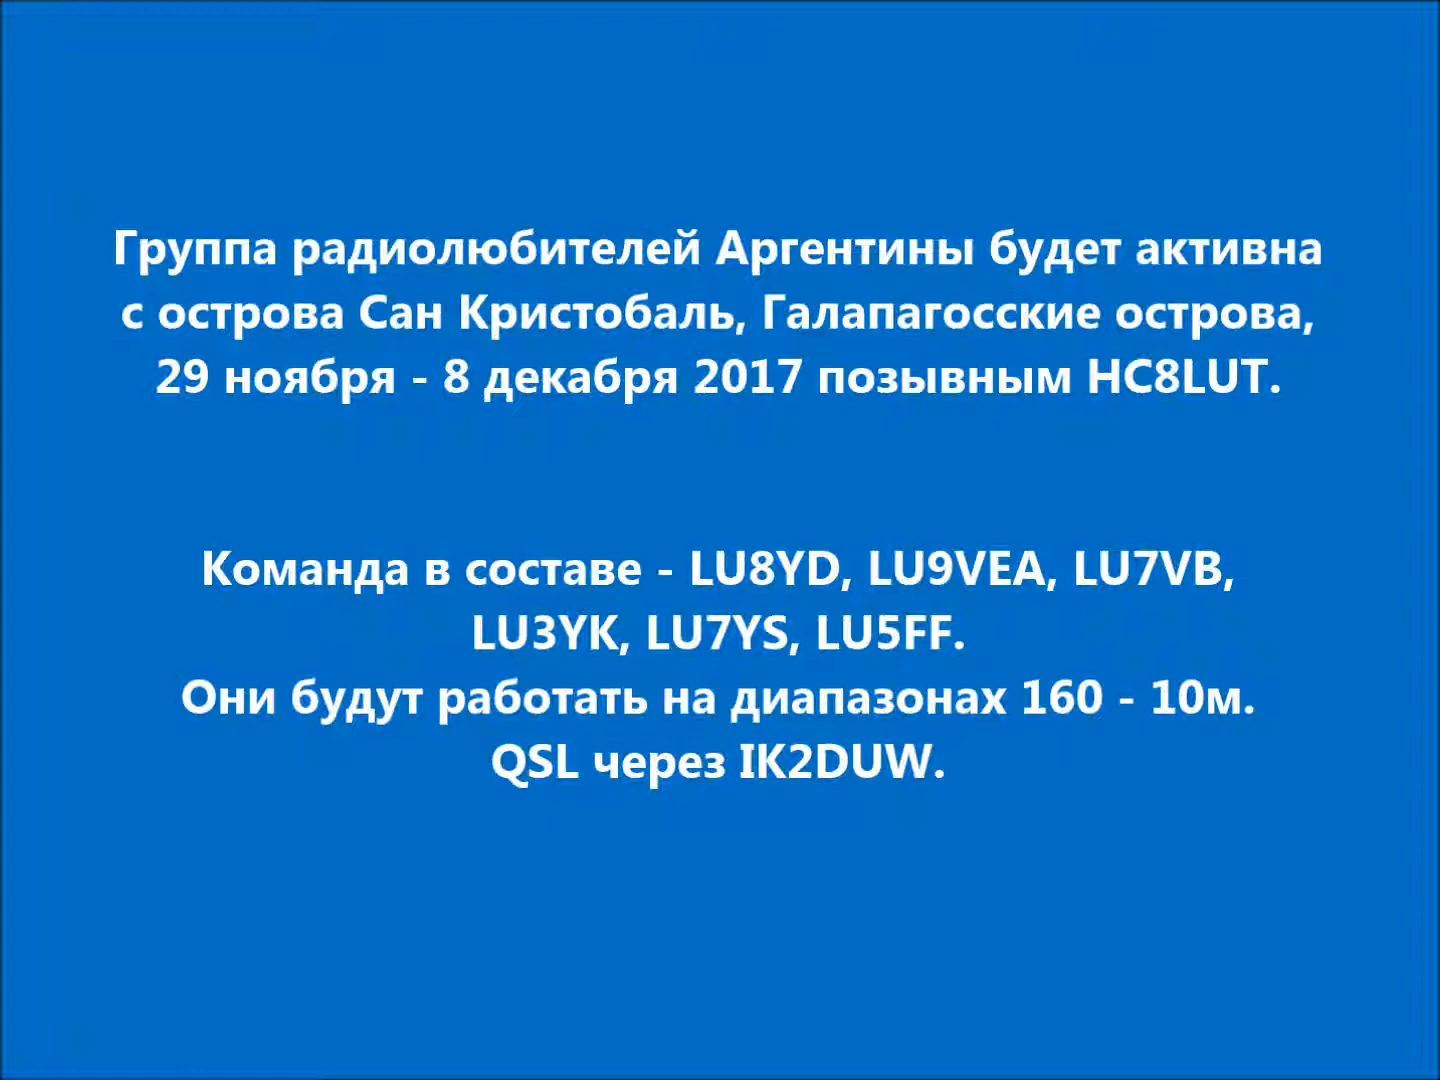 Группа радиолюбителей Аргентины будет активна
с острова Сан Кристобаль, Галапагосские острова,
29 ноября - 8 декабря 2017 позывным HC8LUT.
Команда в составе - LU8YD, LU9VEA, LU7VB,
LU3YK, LU7YS, LU5FF.
Они будут работать на диапазонах 160 - 10м.
QSL через IK2DUW.